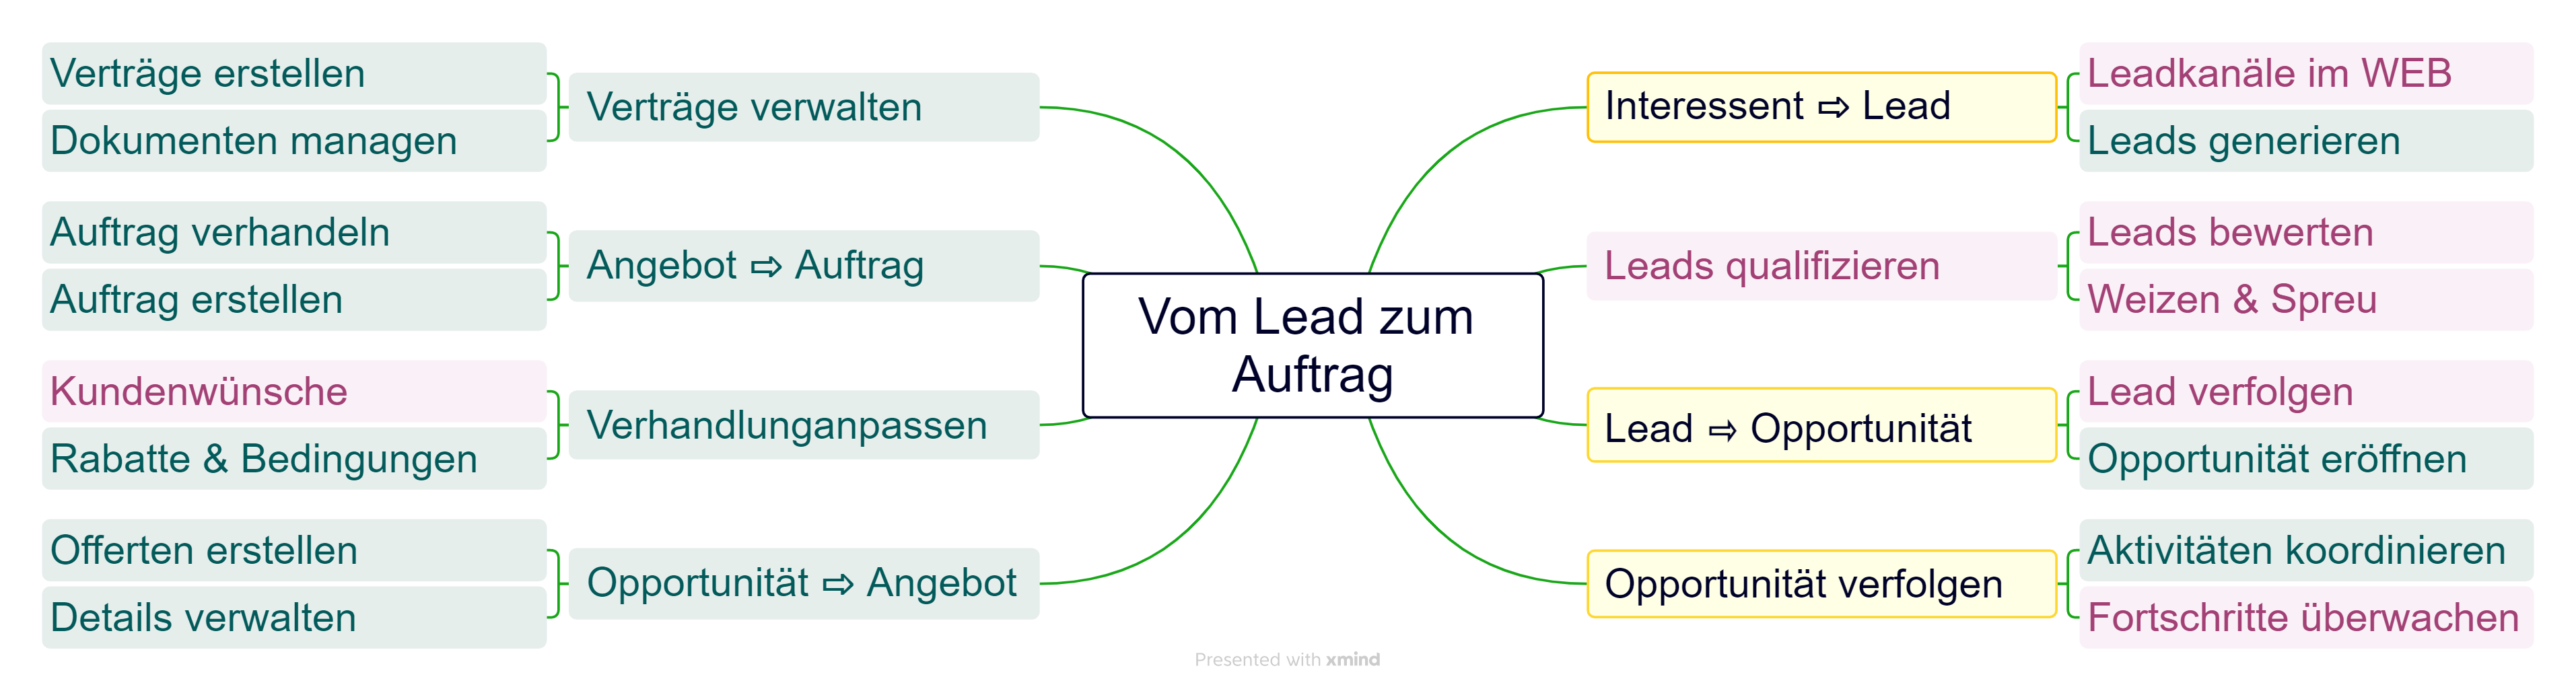 Vom Lead zum
Auftrag
Interessent ⇨ Lead
Leadkanäle im WEB
Leads generieren
Leads qualifizieren
Leads bewerten
Weizen & Spreu
Lead ⇨ Opportunität
Lead verfolgen
Opportunität eröffnen
Opportunität verfolgen
Aktivitäten koordinieren
Fortschritte überwachen
Verträge verwalten
Verträge erstellen
Dokumenten managen
Angebot ⇨ Auftrag
Auftrag verhandeln
Auftrag erstellen
Verhandlunganpassen
Kundenwünsche
Rabatte & Bedingungen
Opportunität ⇨ Angebot
Offerten erstellen
Details verwalten
Presented with xmind